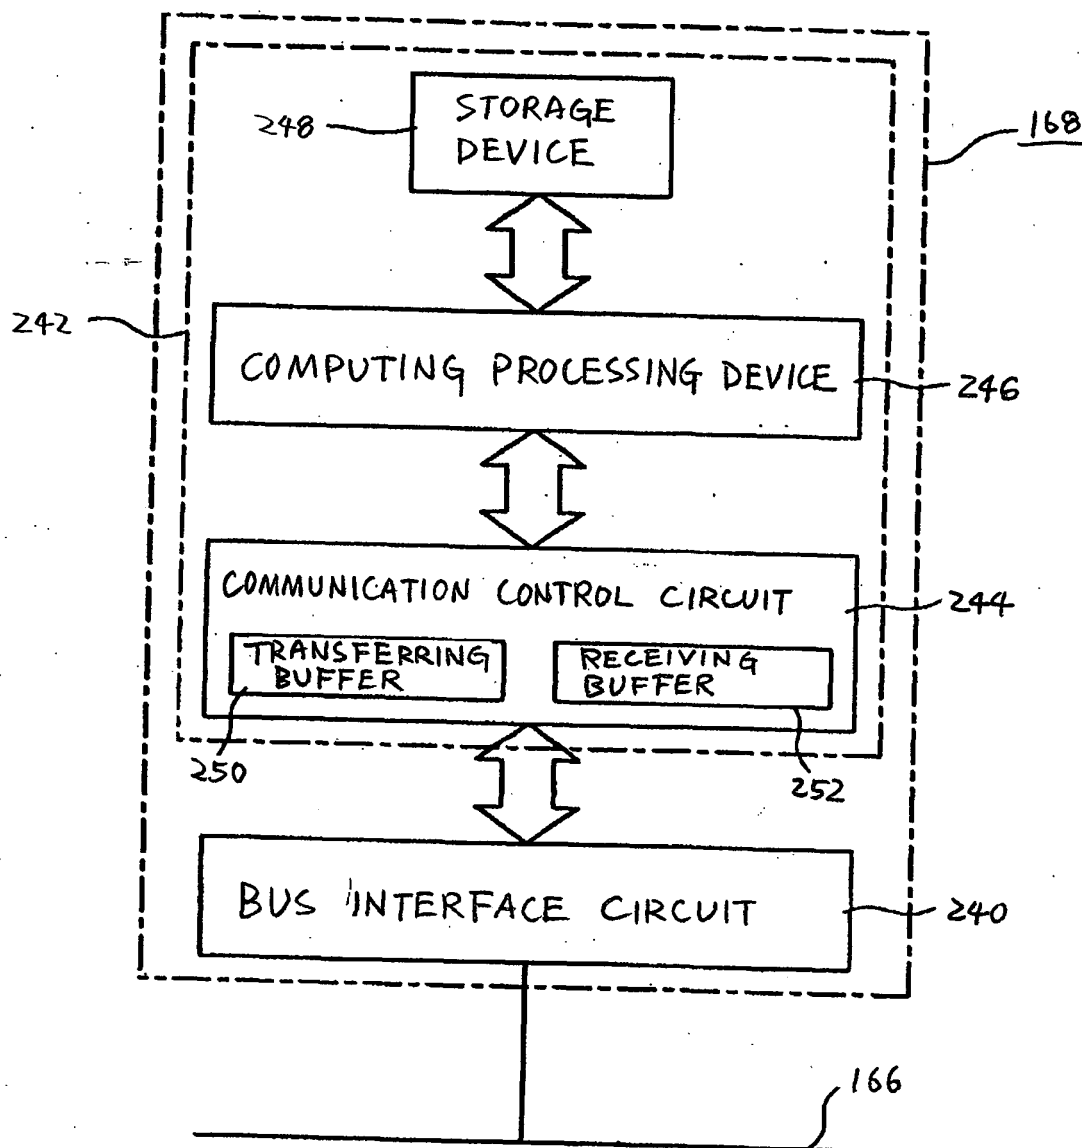 STORAGE
DEVICE
248
168
242
COMPUTING PROCESSING DEVICE
246
COMMUNICATION CONTROL CIRCUIT
244
TRANSFERRING
BUFFER
RECEIVING
BUFFER
250
252
BUS INTERFACE CIRCUIT
240
166